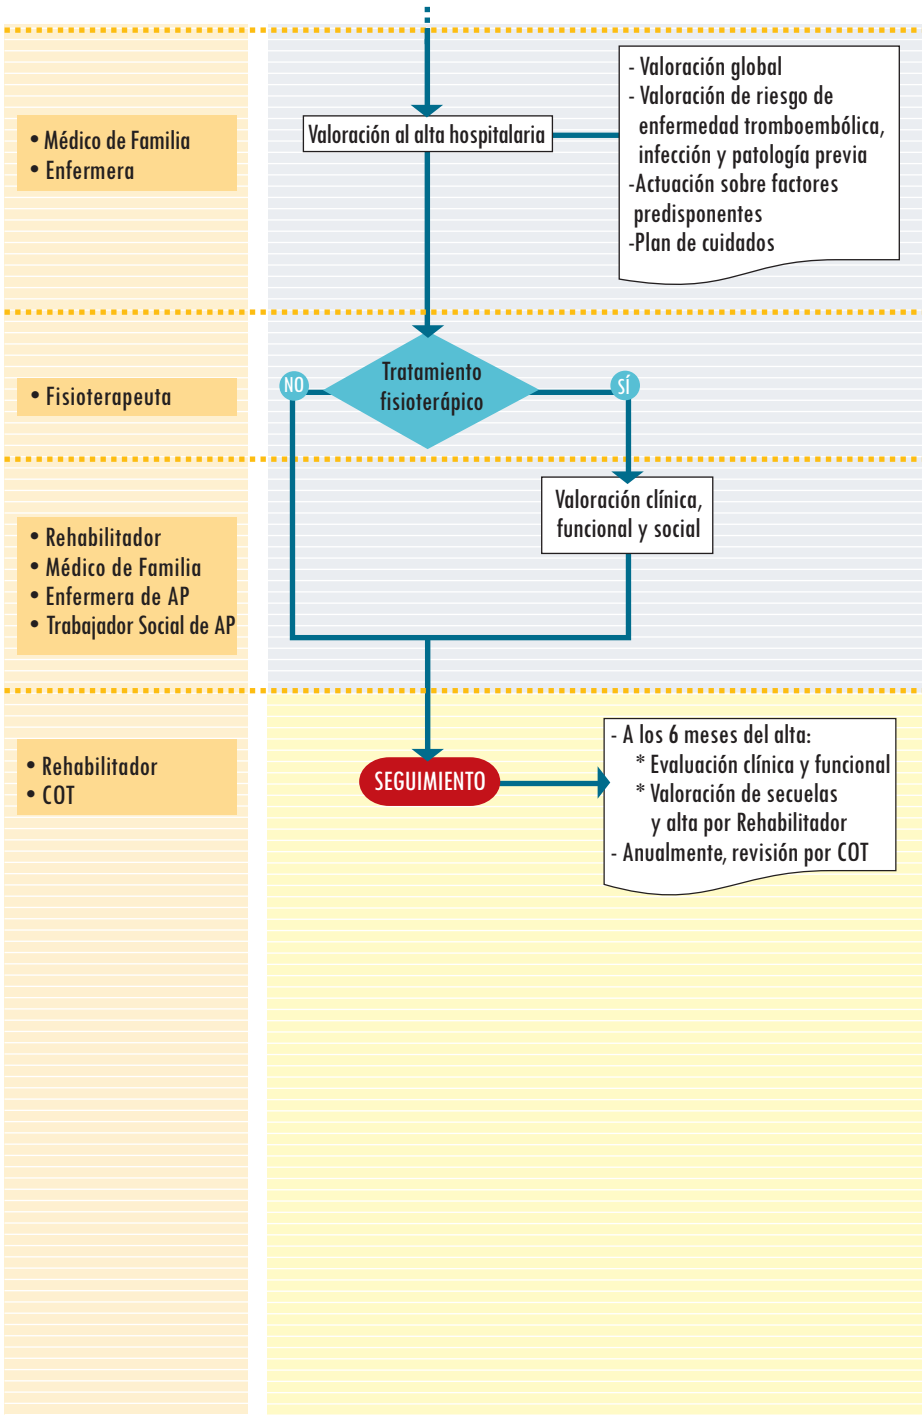 • Médico de Familia
• Enfermera
Valoración al alta hospitalaria
- Valoración global
- Valoración de riesgo de
enfermedad tromboembólica,
infección y patología previa
-Actuación sobre factores
predisponentes
-Plan de cuidados
• Fisioterapeuta
NO
Tratamiento
fisioterápico
SÍ
• Rehabilitador
• Médico de Familia
• Enfermera de AP
• Trabajador Social de AP
Valoración clínica,
funcional y social
• Rehabilitador
• COT
SEGUIMIENTO
- A los 6 meses del alta:
* Evaluación clínica y funcional
* Valoración de secuelas
y alta por Rehabilitador
- Anualmente, revisión por COT